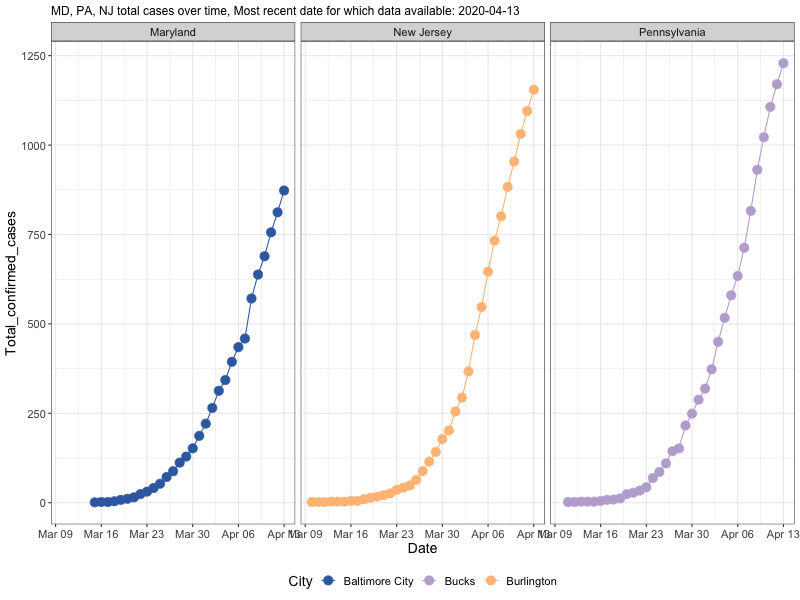 MD, PA, NJ total cases over time, Most recent date for which data available: 2020-04-13
Maryland New Jersey Pennsylvania
1250
1000
750
500
250
0
Total_confirmed_cases
Mar 09 Mar 16 Mar 23 Mar 30 Apr 06 Apr 13 Mar 09 Mar 16 Mar 23 Mar 30 Apr 06 Apr 13 Mar 09 Mar 16 Mar 23 Mar 30 Apr 06 Apr 13
Date
City Baltimore City Bucks Burlington